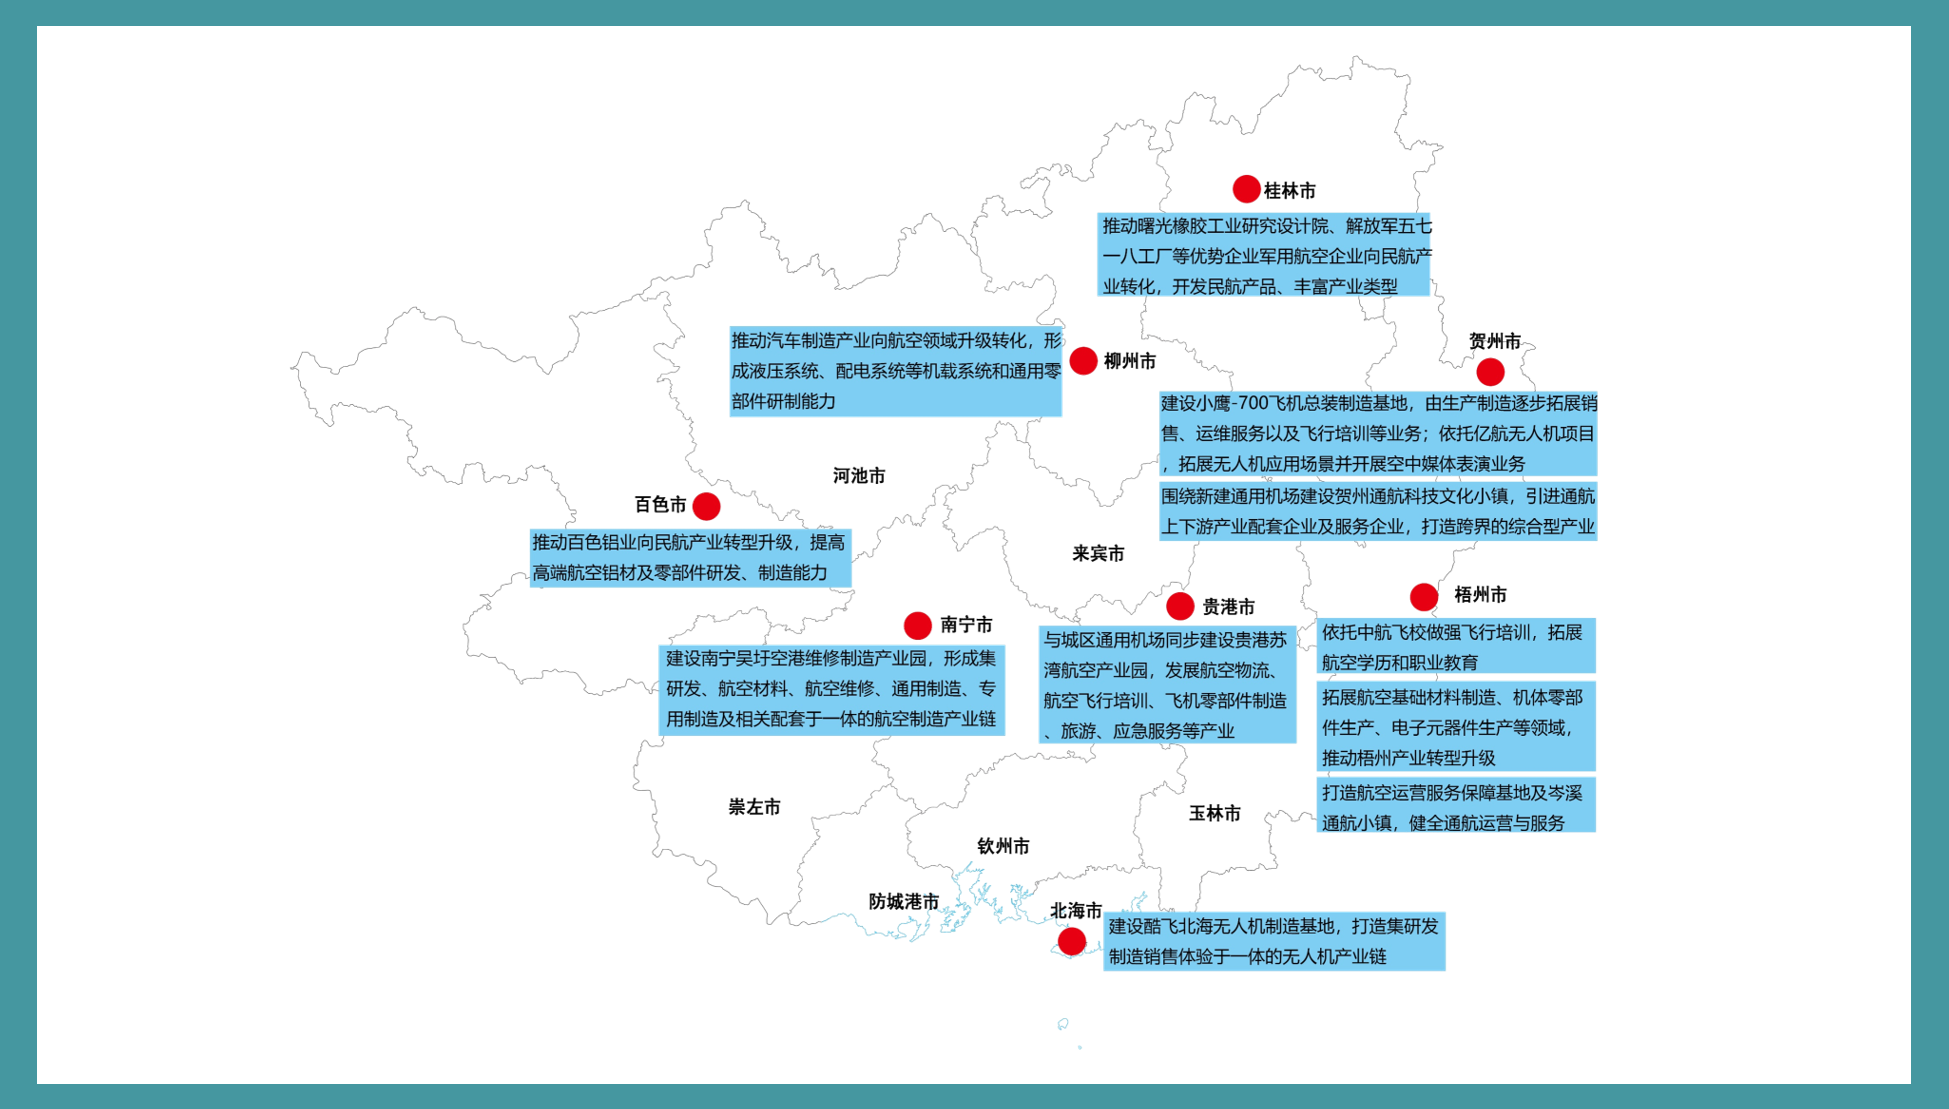 桂林市
推动曙光橡胶工业研究设计院、解放军五七
一八工厂等优势企业军用航空企业向民航产
业转化，开发民航产品、丰富产业类型
柳州市
推动汽车制造产业向航空领域升级转化，形
成液压系统、配电系统等机载系统和通用零
部件研制能力
贺州市
建设小鹰-700飞机总装制造基地，由生产制造逐步拓展销
售、运维服务以及飞行培训等业务；依托亿航无人机项目
，拓展无人机应用场景并开展空中媒体表演业务
围绕新建通用机场建设贺州通航科技文化小镇，引进通航
上下游产业配套企业及服务企业，打造跨界的综合型产业
河池市
百色市
推动百色铝业向民航产业转型升级，提高
高端航空铝材及零部件研发、制造能力
来宾市
南宁市
建设南宁吴圩空港维修制造产业园，形成集
研发、航空材料、航空维修、通用制造、专
用制造及相关配套于一体的航空制造产业链
贵港市
与城区通用机场同步建设贵港苏
湾航空产业园，发展航空物流、
航空飞行培训、飞机零部件制造
、旅游、应急服务等产业
梧州市
依托中航飞校做强飞行培训，拓展
航空学历和职业教育
拓展航空基础材料制造、机体零部
件生产、电子元器件生产等领域，
推动梧州产业转型升级
打造航空运营服务保障基地及岑溪
通航小镇，健全通航运营与服务
崇左市
玉林市
钦州市
防城港市
北海市
建设酷飞北海无人机制造基地，打造集研发
制造销售体验于一体的无人机产业链